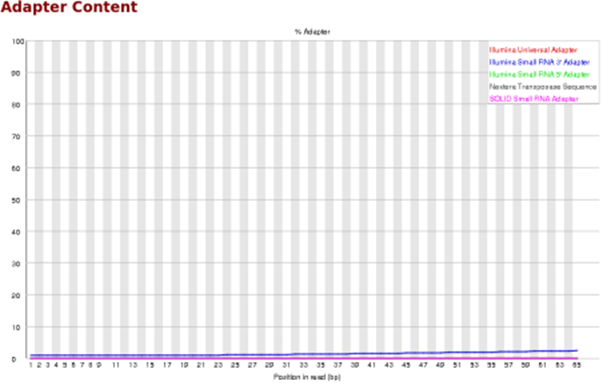 Adapter Content
% Adapter
100
Illumina Universal Adapter
Illumina Small RNA 3' Adapter
Illumina Small RNA 5' Adapter
Nextera Transposase Sequence
SOLID Small RNA Adapter
90
80
70
60
50
40
30
20
10
0
1 2 3 4 5 6 7 8 9 11 13 15 17 19 21 23 25 27 29 31 33 35 37 39 41 43 45 47 49 51 53 55 57 59 61 63 65
Position in read (bp)